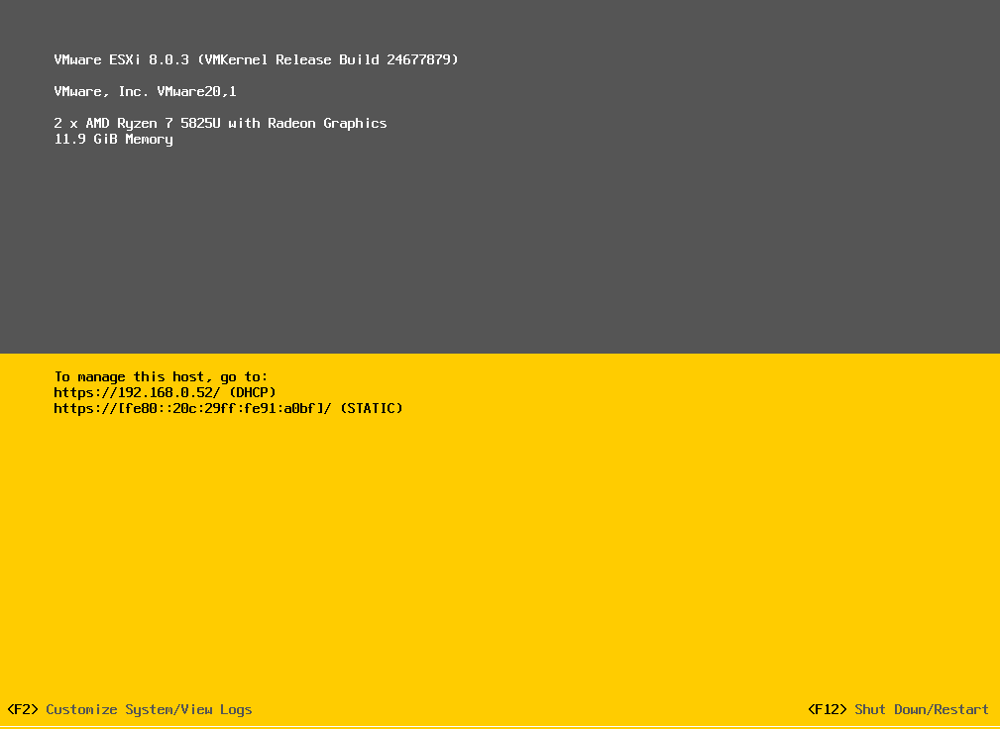 VMware ESXi 8.0.3 (VMKernel Release Build 24677879)
VMware, Inc. VMware20,1
2 x AMD Ryzen 7 5825U with Radeon Graphics
11.9 GiB Memory
To manage this host, go to:
https://192.168.0.52/ (DHCP)
https://[fe80::20c:29ff:fe91:a0bf]/ (STATIC)
<F2> Customize System/View Logs
<F12> Shut Down/Restart